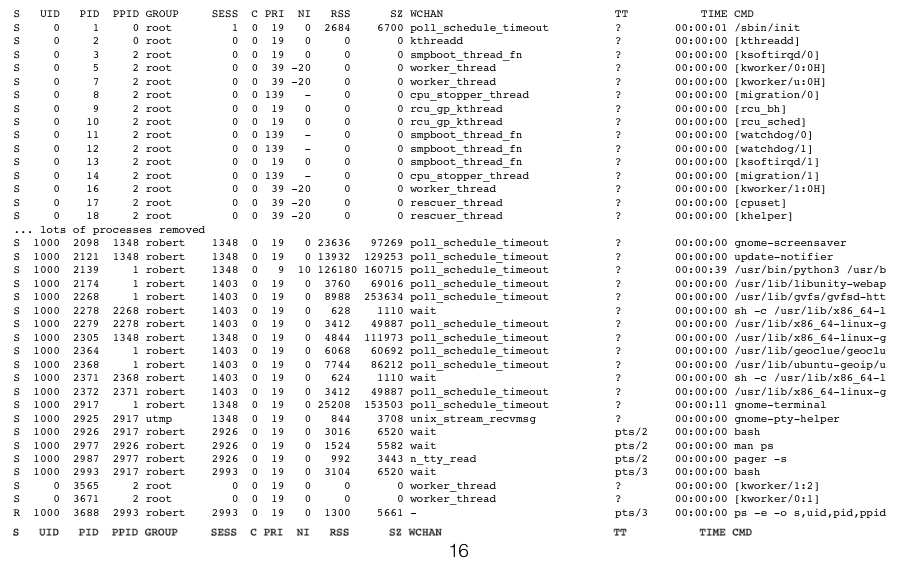 S UID PID PPID GROUP SESS C PRI NI RSS SZ WCHAN TT TIME CMD
S 0 1 0 root 1 0 19 0 2684 6700 poll_schedule_timeout ? 00:00:01 /sbin/init
S 0 2 0 root 0 0 19 0 0 0 kthreadd ? 00:00:00 [kthreadd]
S 0 3 2 root 0 0 19 0 0 0 smpboot_thread_fn ? 00:00:00 [ksoftirqd/0]
S 0 5 2 root 0 0 39 -20 0 0 worker_thread ? 00:00:00 [kworker/0:0H]
S 0 7 2 root 0 0 39 -20 0 0 worker_thread ? 00:00:00 [kworker/u:0H]
S 0 8 2 root 0 0 139 - 0 0 cpu_stopper_thread ? 00:00:00 [migration/0]
S 0 9 2 root 0 0 19 0 0 0 rcu_gp_kthread ? 00:00:00 [rcu_bh]
S 0 10 2 root 0 0 19 0 0 0 rcu_gp_kthread ? 00:00:00 [rcu_sched]
S 0 11 2 root 0 0 139 - 0 0 smpboot_thread_fn ? 00:00:00 [watchdog/0]
S 0 12 2 root 0 0 139 - 0 0 smpboot_thread_fn ? 00:00:00 [watchdog/1]
S 0 13 2 root 0 0 19 0 0 0 smpboot_thread_fn ? 00:00:00 [ksoftirqd/1]
S 0 14 2 root 0 0 139 - 0 0 cpu_stopper_thread ? 00:00:00 [migration/1]
S 0 16 2 root 0 0 39 -20 0 0 worker_thread ? 00:00:00 [kworker/1:0H]
S 0 17 2 root 0 0 39 -20 0 0 rescuer_thread ? 00:00:00 [cpuset]
S 0 18 2 root 0 0 39 -20 0 0 rescuer_thread ? 00:00:00 [khelper]
... lots of processes removed
S 1000 2098 1348 robert 1348 0 19 0 23636 97269 poll_schedule_timeout ? 00:00:00 gnome-screensaver
S 1000 2121 1348 robert 1348 0 19 0 13932 129253 poll_schedule_timeout ? 00:00:00 update-notifier
S 1000 2139 1 robert 1348 0 9 10 126180 160715 poll_schedule_timeout ? 00:00:39 /usr/bin/python3 /usr/b
S 1000 2174 1 robert 1403 0 19 0 3760 69016 poll_schedule_timeout ? 00:00:00 /usr/lib/libunity-webap
S 1000 2268 1 robert 1403 0 19 0 8988 253634 poll_schedule_timeout ? 00:00:00 /usr/lib/gvfs/gvfsd-htt
S 1000 2278 2268 robert 1403 0 19 0 628 1110 wait ? 00:00:00 sh -c /usr/lib/x86_64-l
S 1000 2279 2278 robert 1403 0 19 0 3412 49887 poll_schedule_timeout ? 00:00:00 /usr/lib/x86_64-linux-g
S 1000 2305 1348 robert 1403 0 19 0 4844 111973 poll_schedule_timeout ? 00:00:00 /usr/lib/x86_64-linux-g
S 1000 2364 1 robert 1403 0 19 0 6068 60692 poll_schedule_timeout ? 00:00:00 /usr/lib/geoclue/geoclu
S 1000 2368 1 robert 1403 0 19 0 7744 86212 poll_schedule_timeout ? 00:00:00 /usr/lib/ubuntu-geoip/u
S 1000 2371 2368 robert 1403 0 19 0 624 1110 wait ? 00:00:00 sh -c /usr/lib/x86_64-l
S 1000 2372 2371 robert 1403 0 19 0 3412 49887 poll_schedule_timeout ? 00:00:00 /usr/lib/x86_64-linux-g
S 1000 2917 1 robert 1348 0 19 0 25208 153503 poll_schedule_timeout ? 00:00:11 gnome-terminal
S 1000 2925 2917 utmp 1348 0 19 0 844 3708 unix_stream_recvmsg ? 00:00:00 gnome-pty-helper
S 1000 2926 2917 robert 2926 0 19 0 3016 6520 wait pts/2 00:00:00 bash
S 1000 2977 2926 robert 2926 0 19 0 1524 5582 wait pts/2 00:00:00 man ps
S 1000 2987 2977 robert 2926 0 19 0 992 3443 n_tty_read pts/2 00:00:00 pager -s
S 1000 2993 2917 robert 2993 0 19 0 3104 6520 wait pts/3 00:00:00 bash
S 0 3565 2 root 0 0 19 0 0 0 worker_thread ? 00:00:00 [kworker/1:2]
S 0 3671 2 root 0 0 19 0 0 0 worker_thread ? 00:00:00 [kworker/0:1]
R 1000 3688 2993 robert 2993 0 19 0 1300 5661 - pts/3 00:00:00 ps -e -o s,uid,pid,ppid
S UID PID PPID GROUP SESS C PRI NI RSS SZ WCHAN TT TIME CMD
16